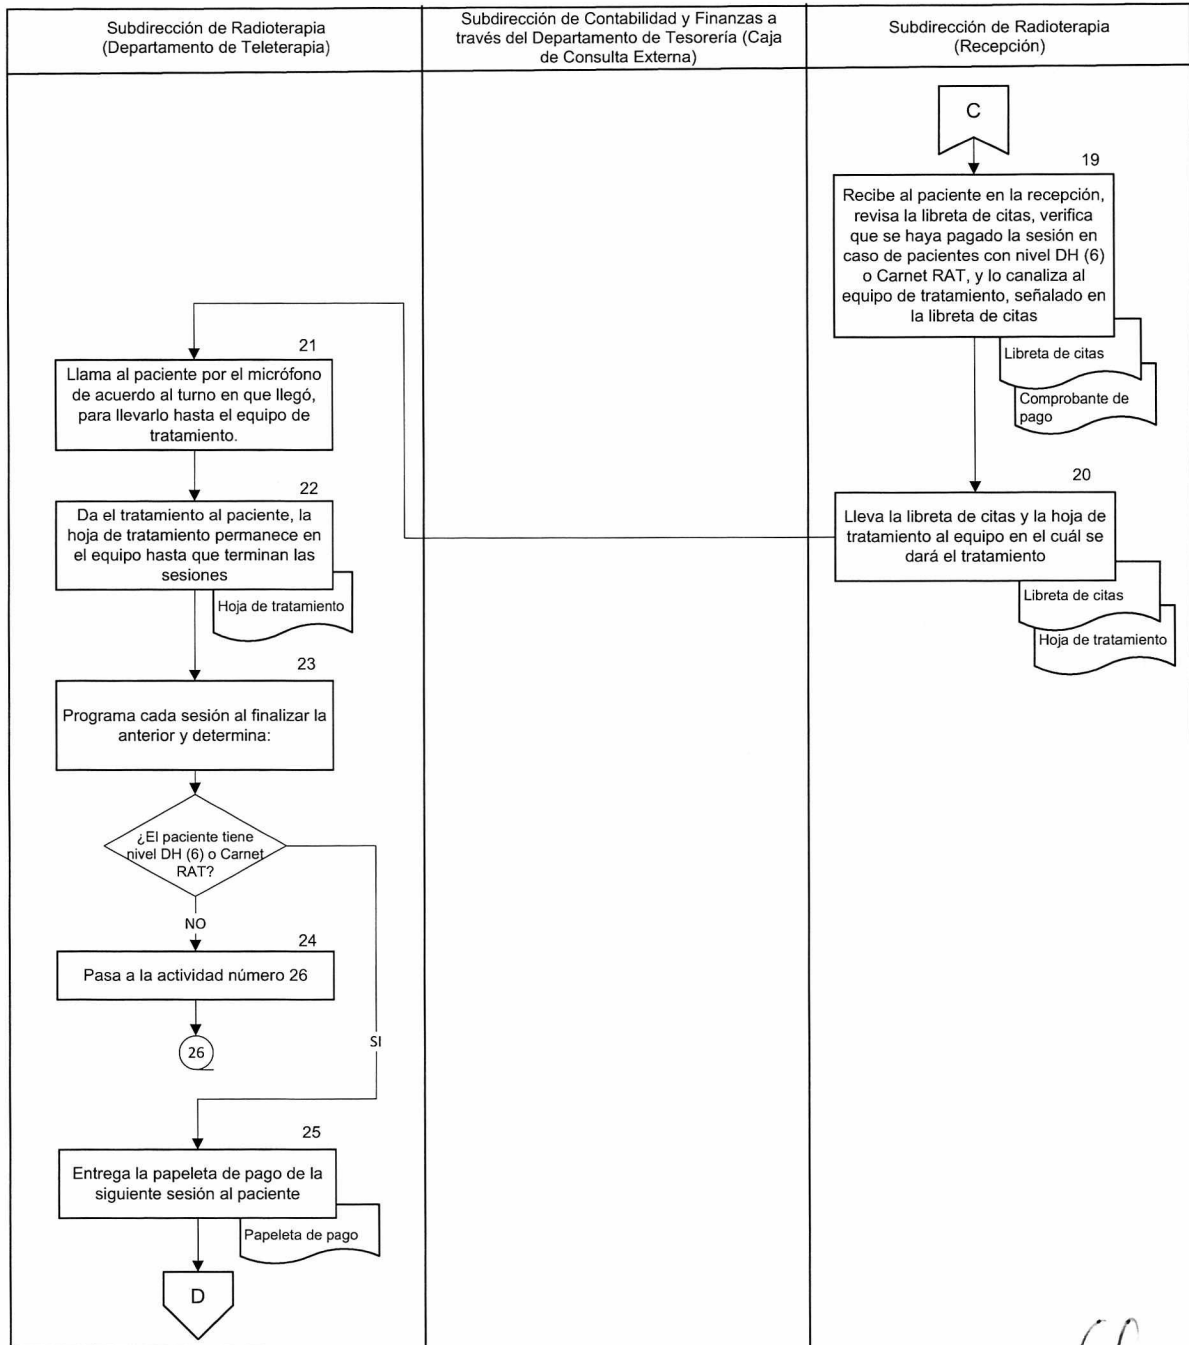 Subdirección de Radioterapia
(Departamento de Teleterapia)
Subdirección de Contabilidad y Finanzas a
través del Departamento de Tesorería (Caja
de Consulta Externa)
Subdirección de Radioterapia
(Recepción)
C
19
Recibe al paciente en la recepción,
revisa la libreta de citas, verifica
que se haya pagado la sesión en
caso de pacientes con nivel DH (6)
o Carnet RAT, y lo canaliza al
equipo de tratamiento, señalado en
la libreta de citas
Libreta de citas
Comprobante de
pago
20
Lleva la libreta de citas y la hoja de
tratamiento al equipo en el cuál se
dará el tratamiento
Libreta de citas
Hoja de tratamiento
21
Llama al paciente por el micrófono
de acuerdo al turno en que llegó,
para llevarlo hasta el equipo de
tratamiento.
22
Da el tratamiento al paciente, la
hoja de tratamiento permanece en
el equipo hasta que terminan las
sesiones
Hoja de tratamiento
23
Programa cada sesión al finalizar la
anterior y determina:
¿El paciente tiene
nivel DH (6) o Carnet
RAT?
NO
24
Pasa a la actividad número 26
26
SI
25
Entrega la papeleta de pago de la
siguiente sesión al paciente
Papeleta de pago
D